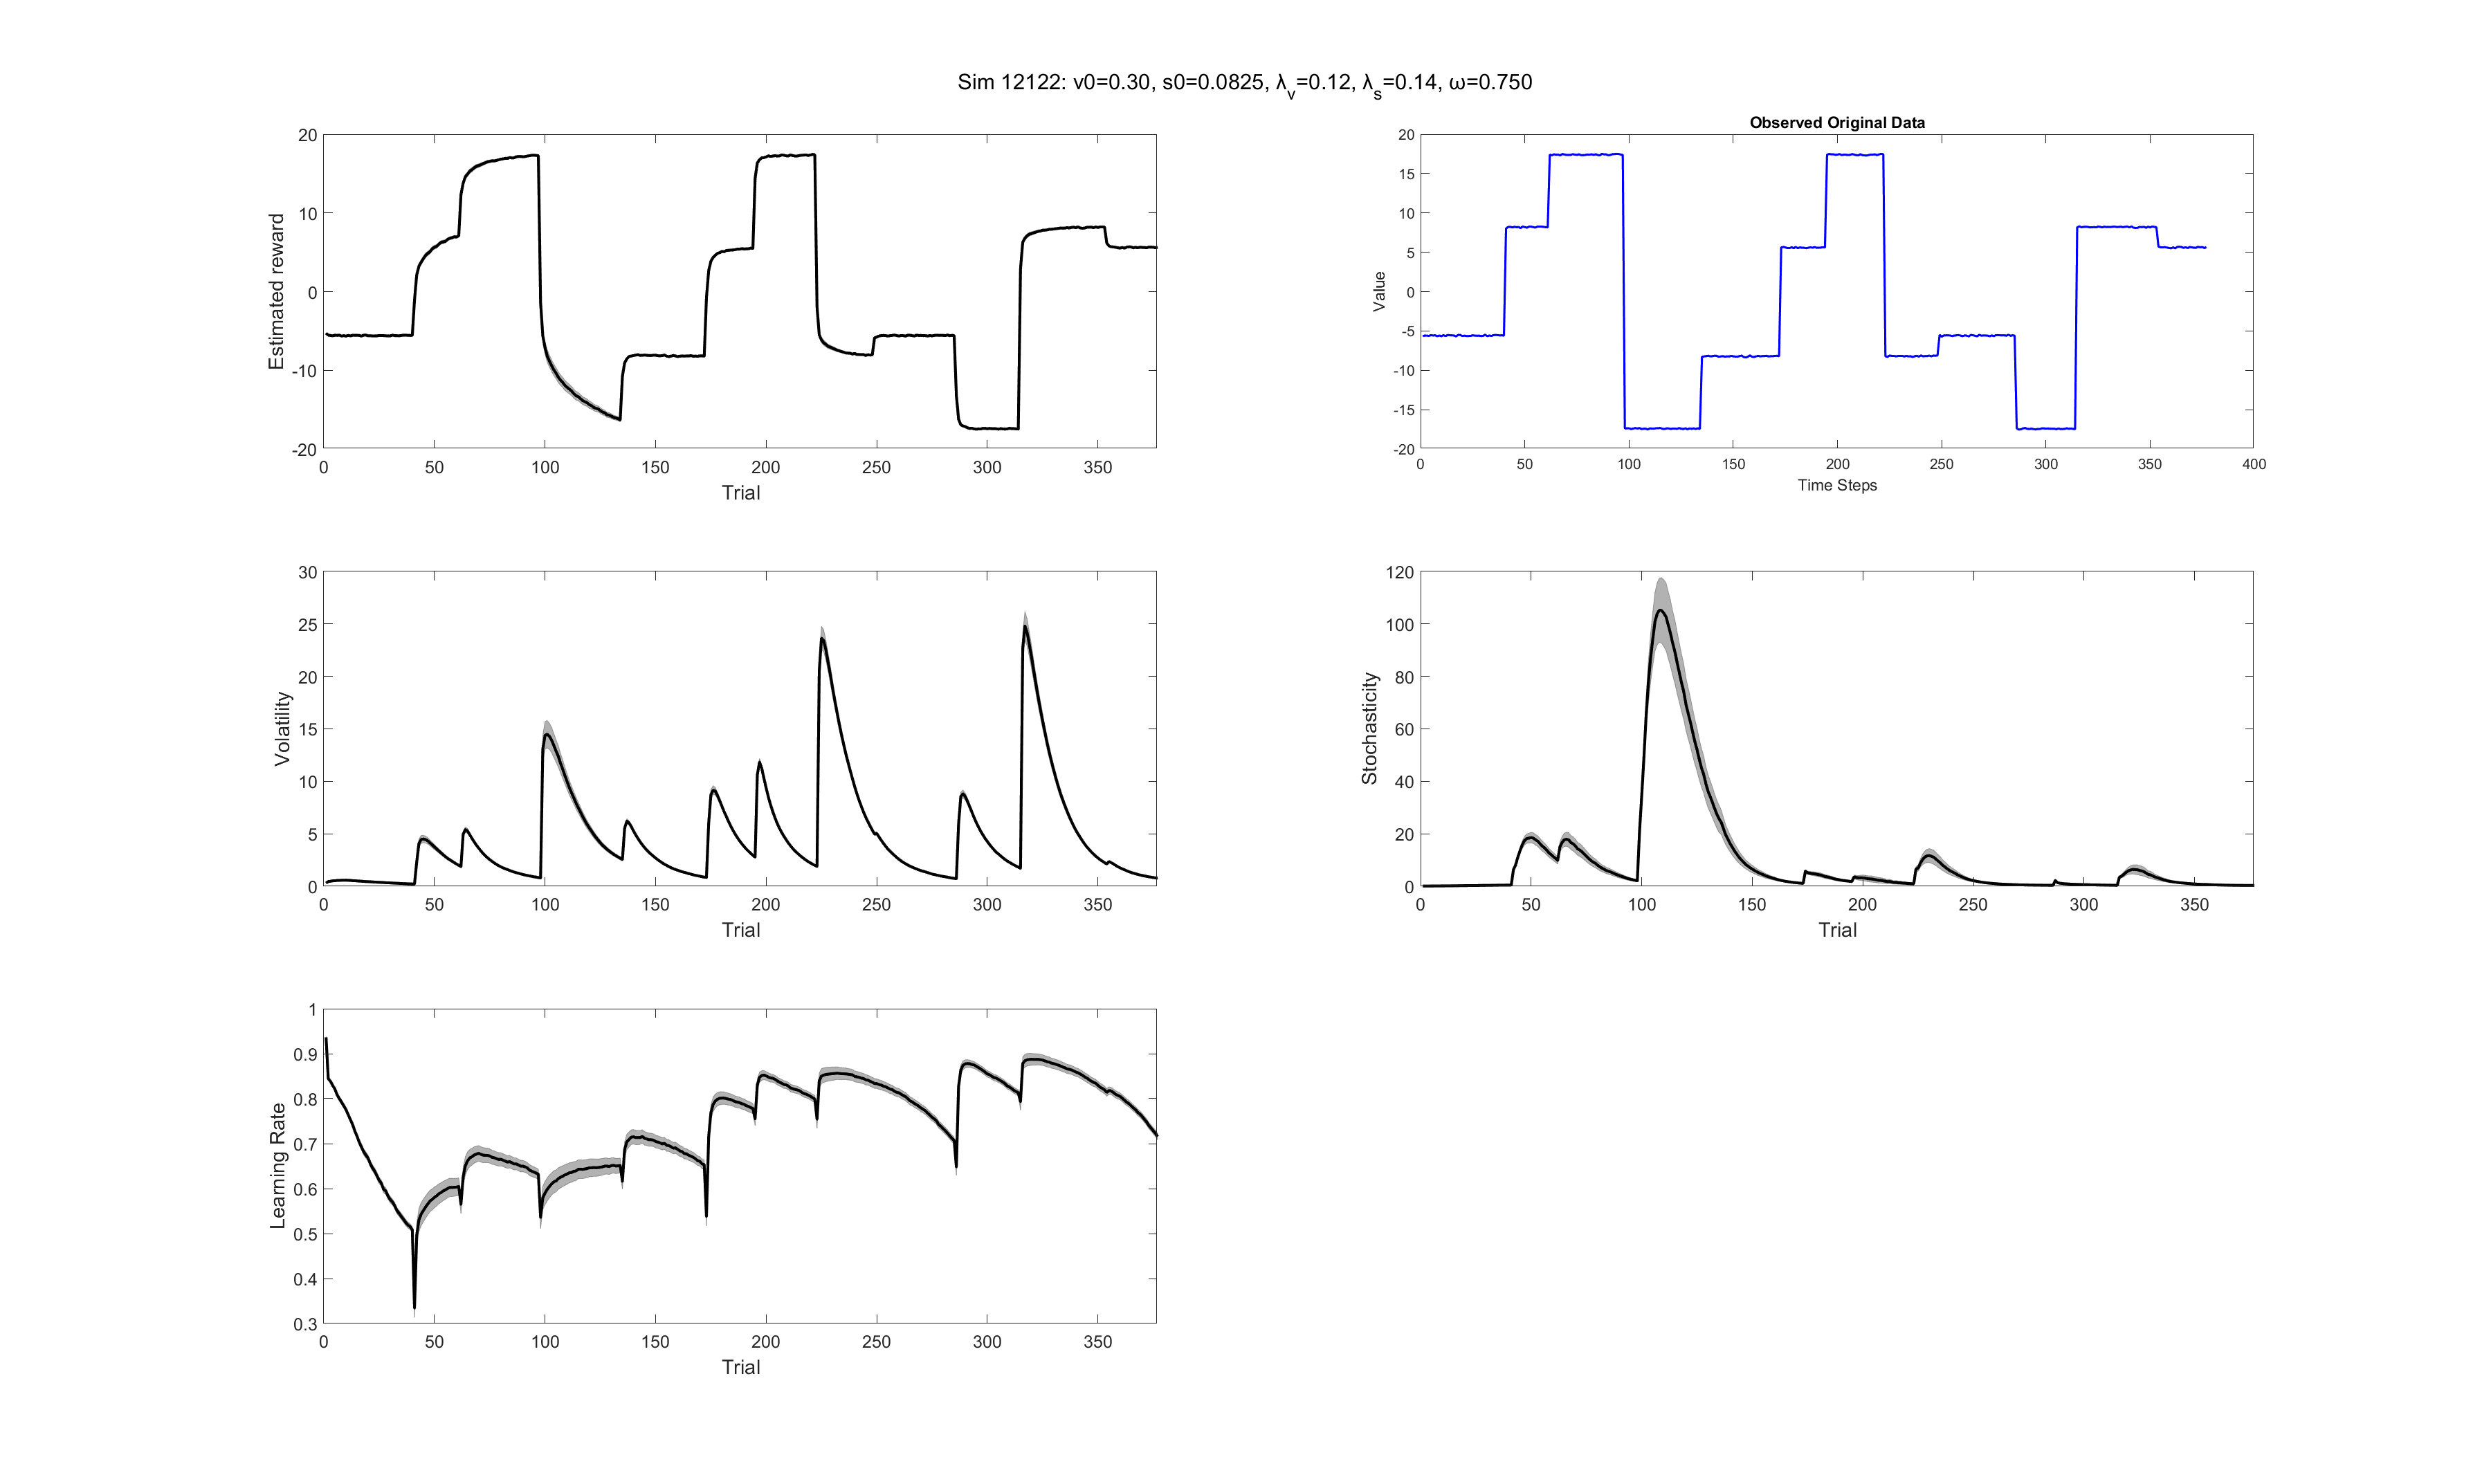 Sim 12122: v0=0.30, s0=0.0825, λv=0.12, λs=0.14, ω=0.750
20
10
0
-10
-20
Estimated reward
0 50 100 150 200 250 300 350
Trial
Observed Original Data
20
15
10
5
0
-5
-10
-15
-20
Value
0 50 100 150 200 250 300 350 400
Time Steps
30
25
20
15
10
5
0
Volatility
0 50 100 150 200 250 300 350
Trial
120
100
80
60
40
20
0
Stochasticity
0 50 100 150 200 250 300 350
Trial
1
0.9
0.8
0.7
0.6
0.5
0.4
0.3
Learning Rate
0 50 100 150 200 250 300 350
Trial